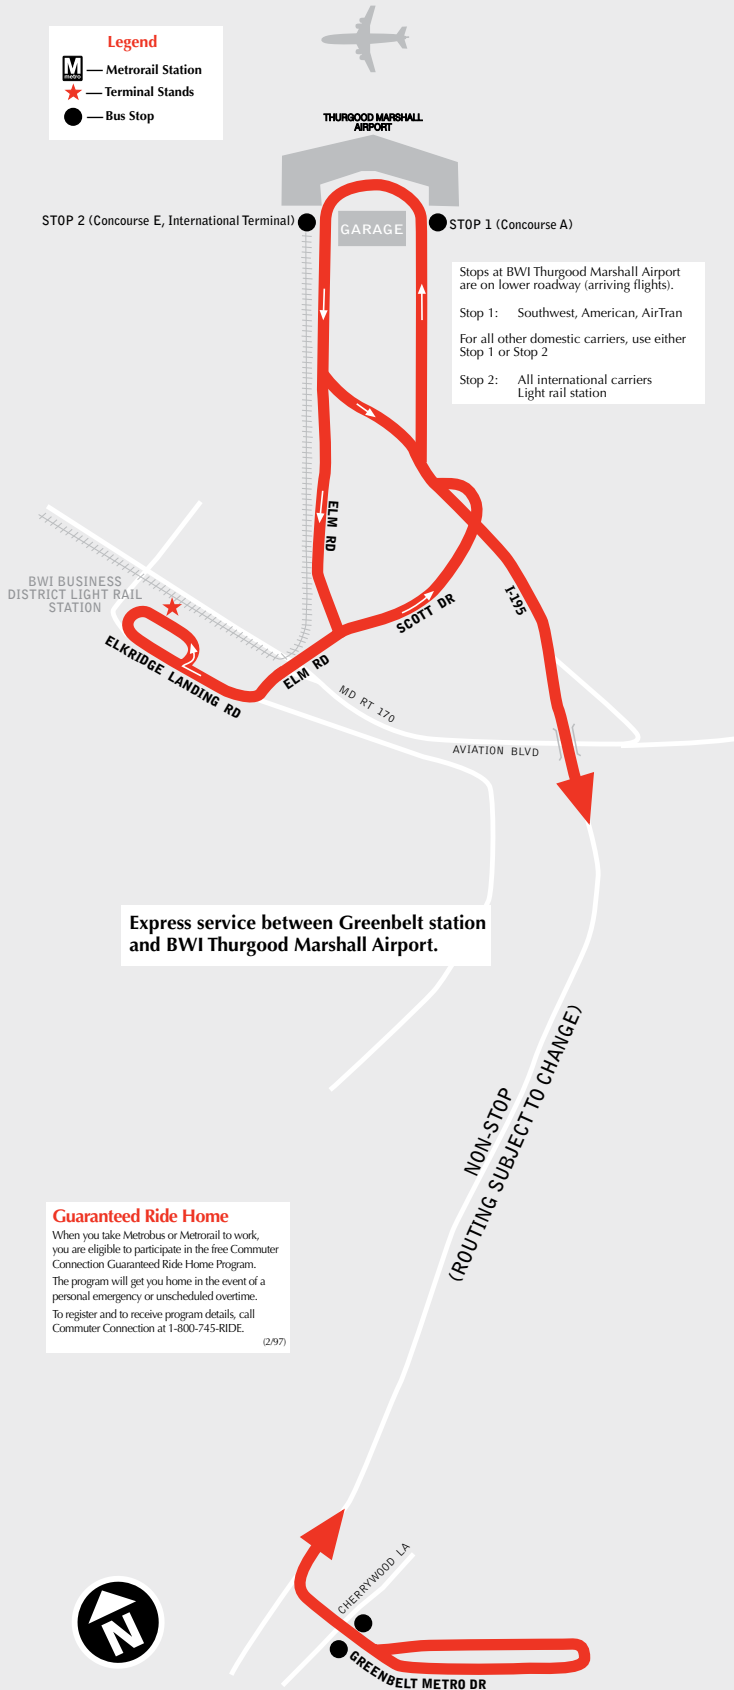 Legend
M
metro
— Metrorail Station
— Terminal Stands
— Bus Stop
THURGOOD MARSHALL
AIRPORT
STOP 2 (Concourse E, International Terminal)
GARAGE
STOP 1 (Concourse A)
Stops at BWI Thurgood Marshall Airport
are on lower roadway (arriving flights).
Stop 1: Southwest, American, AirTran
For all other domestic carriers, use either
Stop 1 or Stop 2
Stop 2: All international carriers
Light rail station
ELM RD
BWI BUSINESS
DISTRICT LIGHT RAIL
STATION
I-195
SCOTT DR
ELKRIDGE LANDING RD
ELM RD
MD RT 170
AVIATION BLVD
Express service between Greenbelt station
and BWI Thurgood Marshall Airport.
NON-STOP
(ROUTING SUBJECT TO CHANGE)
Guaranteed Ride Home
When you take Metrobus or Metrorail to work,
you are eligible to participate in the free Commuter
Connection Guaranteed Ride Home Program.
The program will get you home in the event of a
personal emergency or unscheduled overtime.
To register and to receive program details, call
Commuter Connection at 1-800-745-RIDE.
(2/97)
CHERRYWOOD LA
N
GREENBELT METRO DR